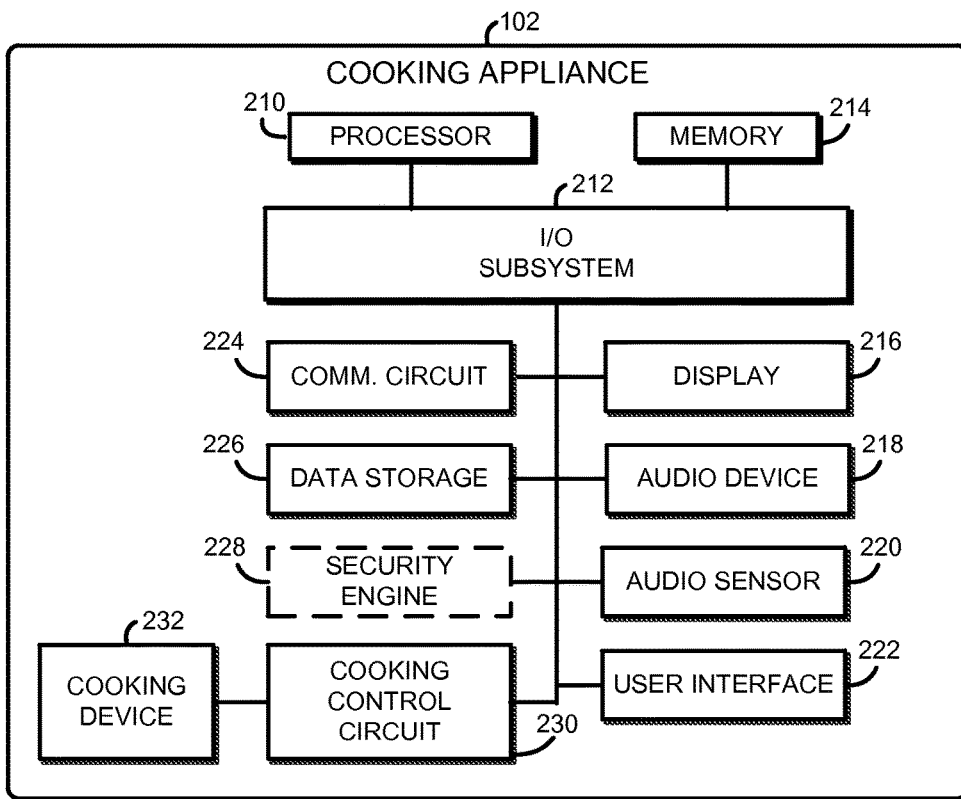 102
COOKING APPLIANCE
210
PROCESSOR
MEMORY
214
212
I/O
SUBSYSTEM
224
COMM. CIRCUIT
DISPLAY
216
226
DATA STORAGE
AUDIO DEVICE
218
228
SECURITY
ENGINE
AUDIO SENSOR
220
232
COOKING
DEVICE
COOKING
CONTROL
CIRCUIT
230
USER INTERFACE
222